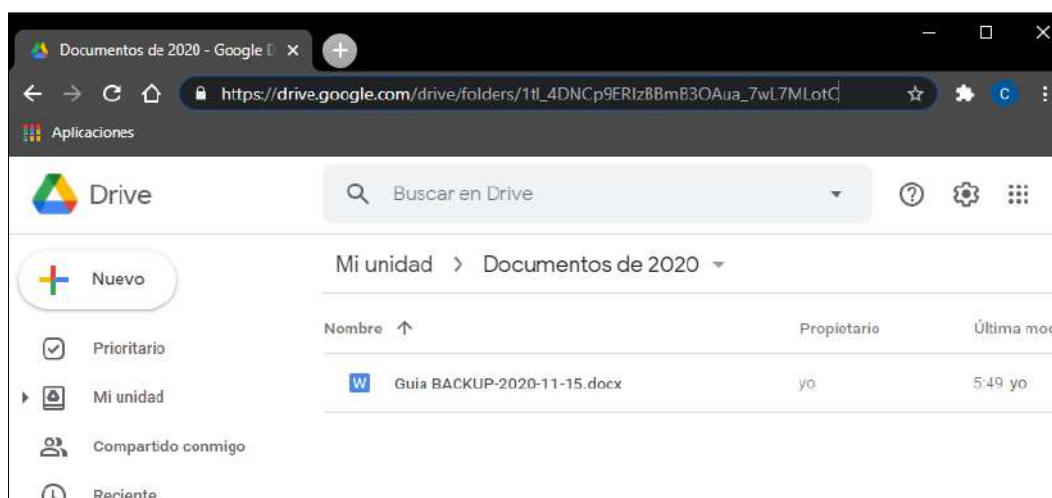 Documentos de 2020 - Google D
https://drive.google.com/drive/folders/1tl_4DNCp9ERIzBBmB3OAua_7wL7MLotC
C
Aplicaciones
Drive
Buscar en Drive
Nuevo
Mi unidad > Documentos de 2020
Nombre Propietario Última mod
Prioritario
W Guia BACKUP-2020-11-15.docx yo 5:49 yo
Mi unidad
Compartido conmigo
Reciente